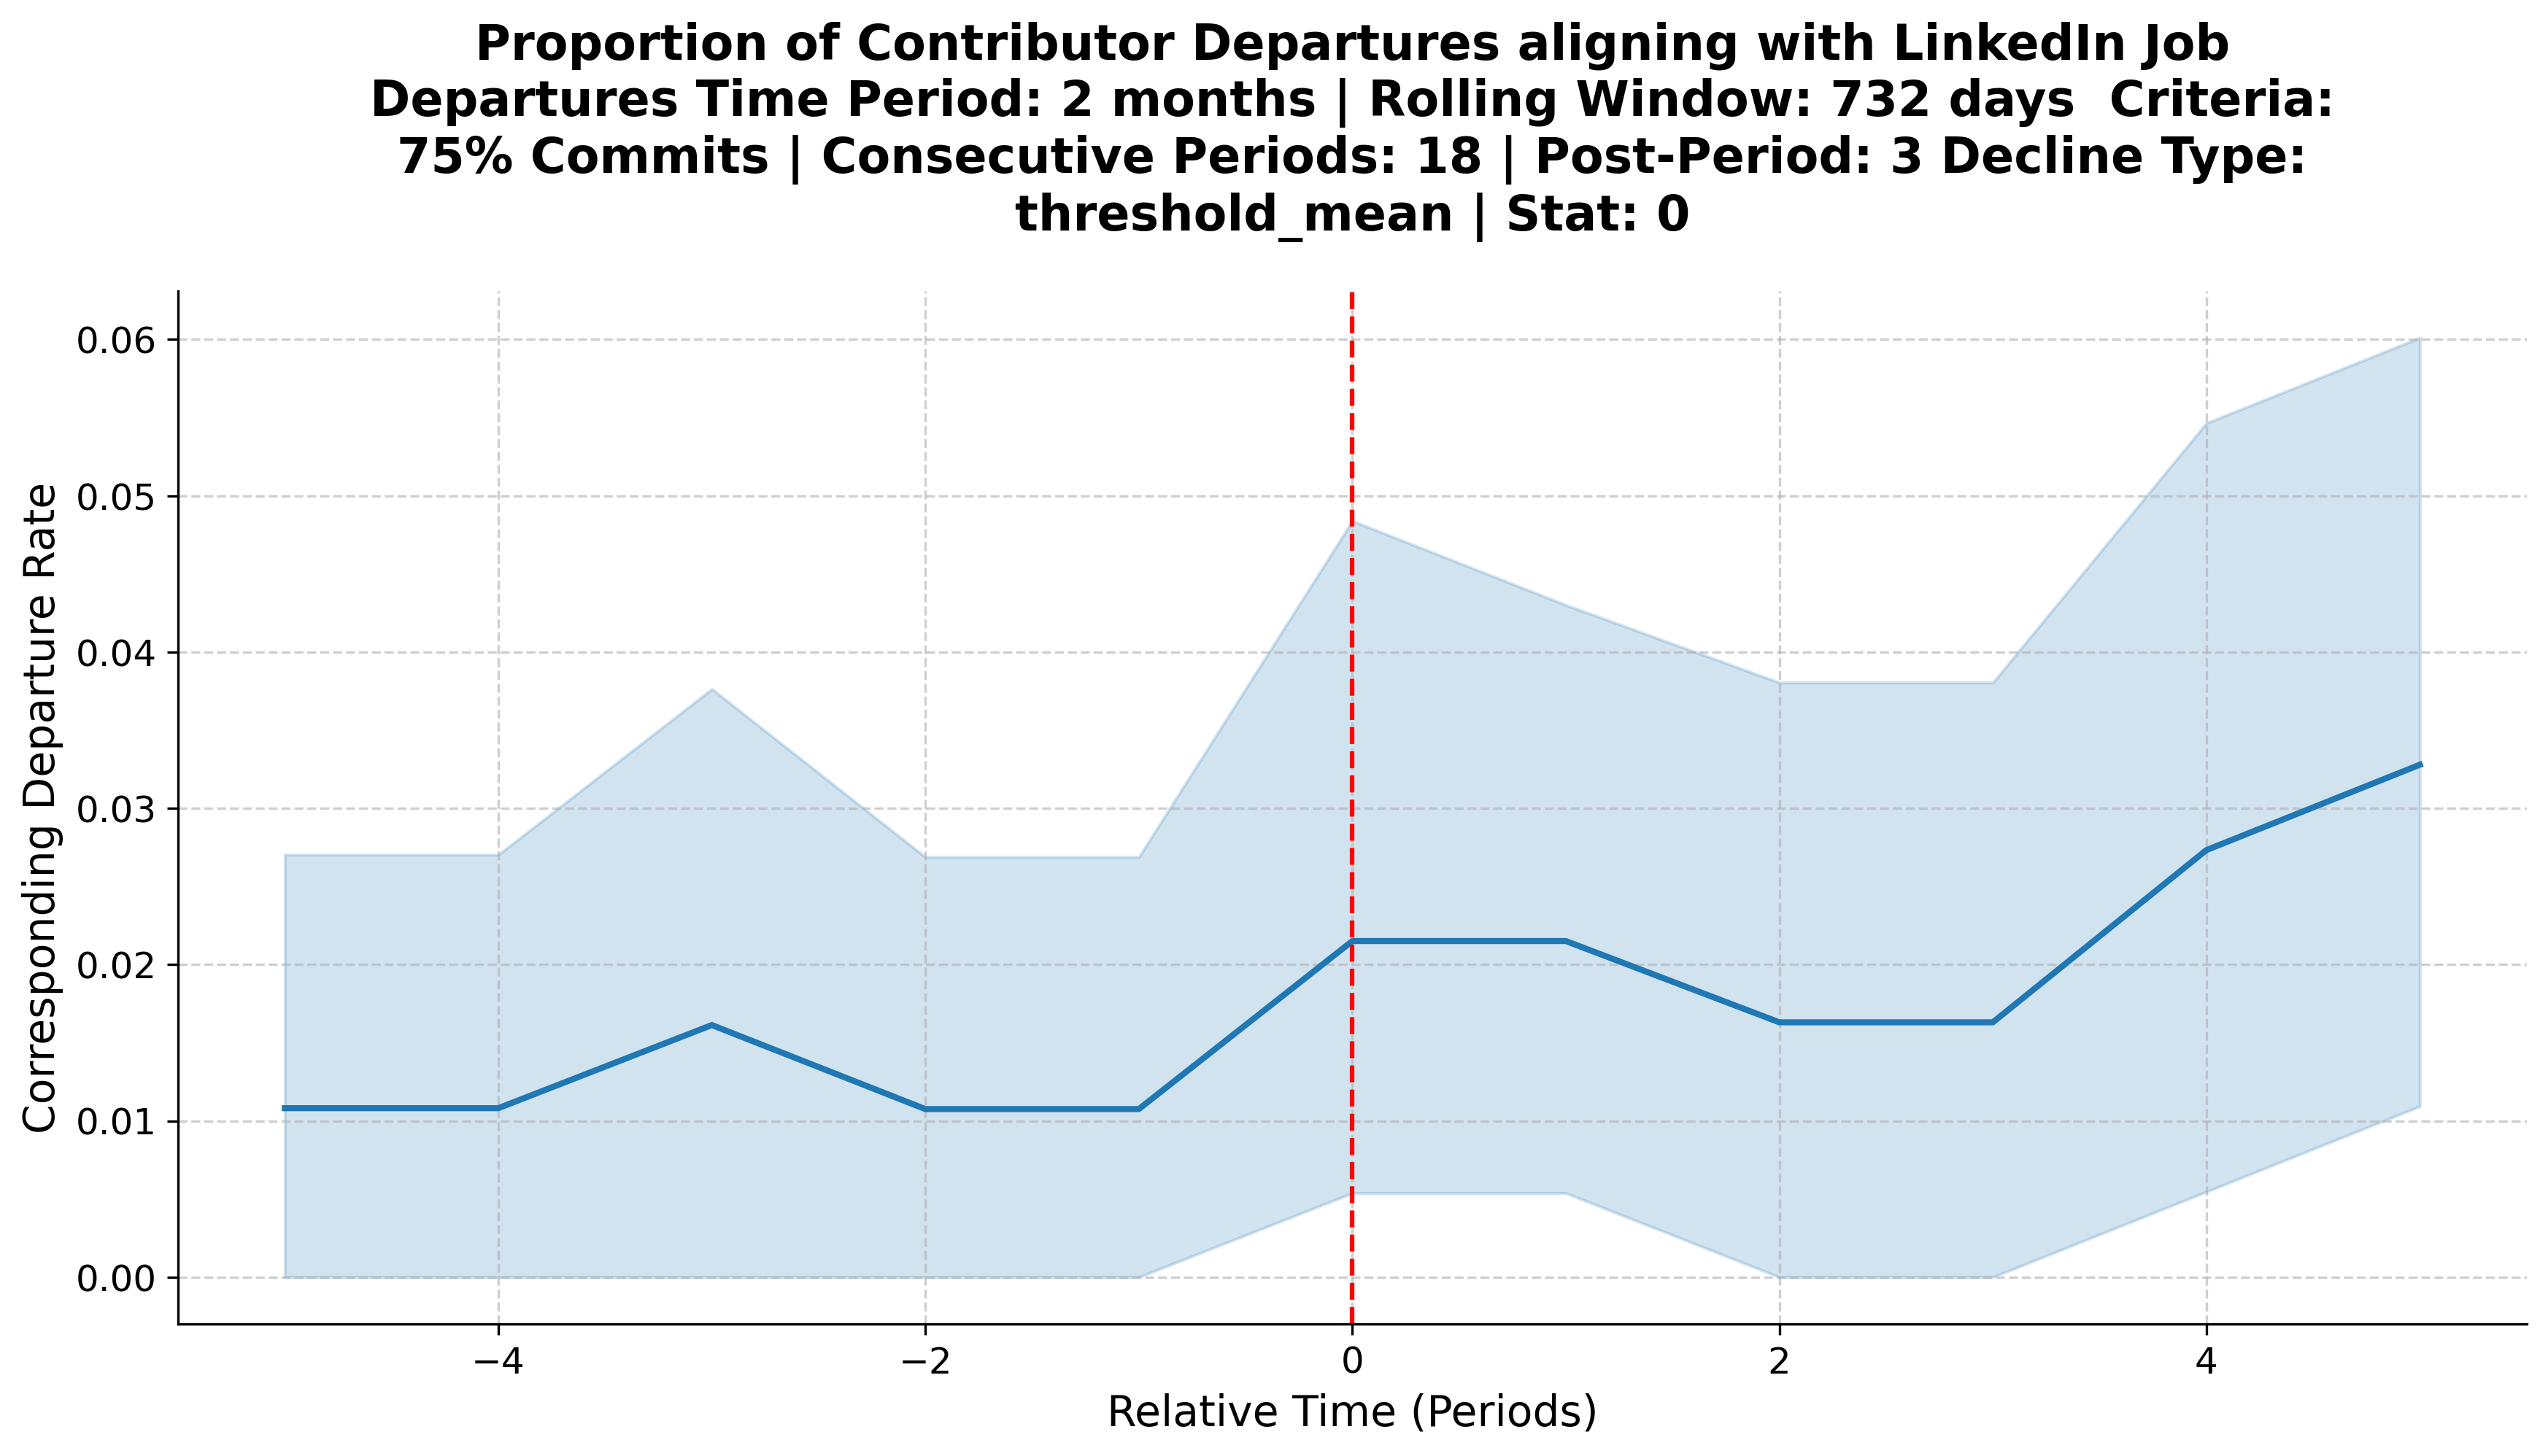 Proportion of Contributor Departures aligning with LinkedIn Job
Departures Time Period: 2 months | Rolling Window: 732 days  Criteria:
75% Commits | Consecutive Periods: 18 | Post-Period: 3 Decline Type:
threshold_mean | Stat: 0
Corresponding Departure Rate
0.06
0.05
0.04
0.03
0.02
0.01
0.00
−4
−2
0
2
4
Relative Time (Periods)